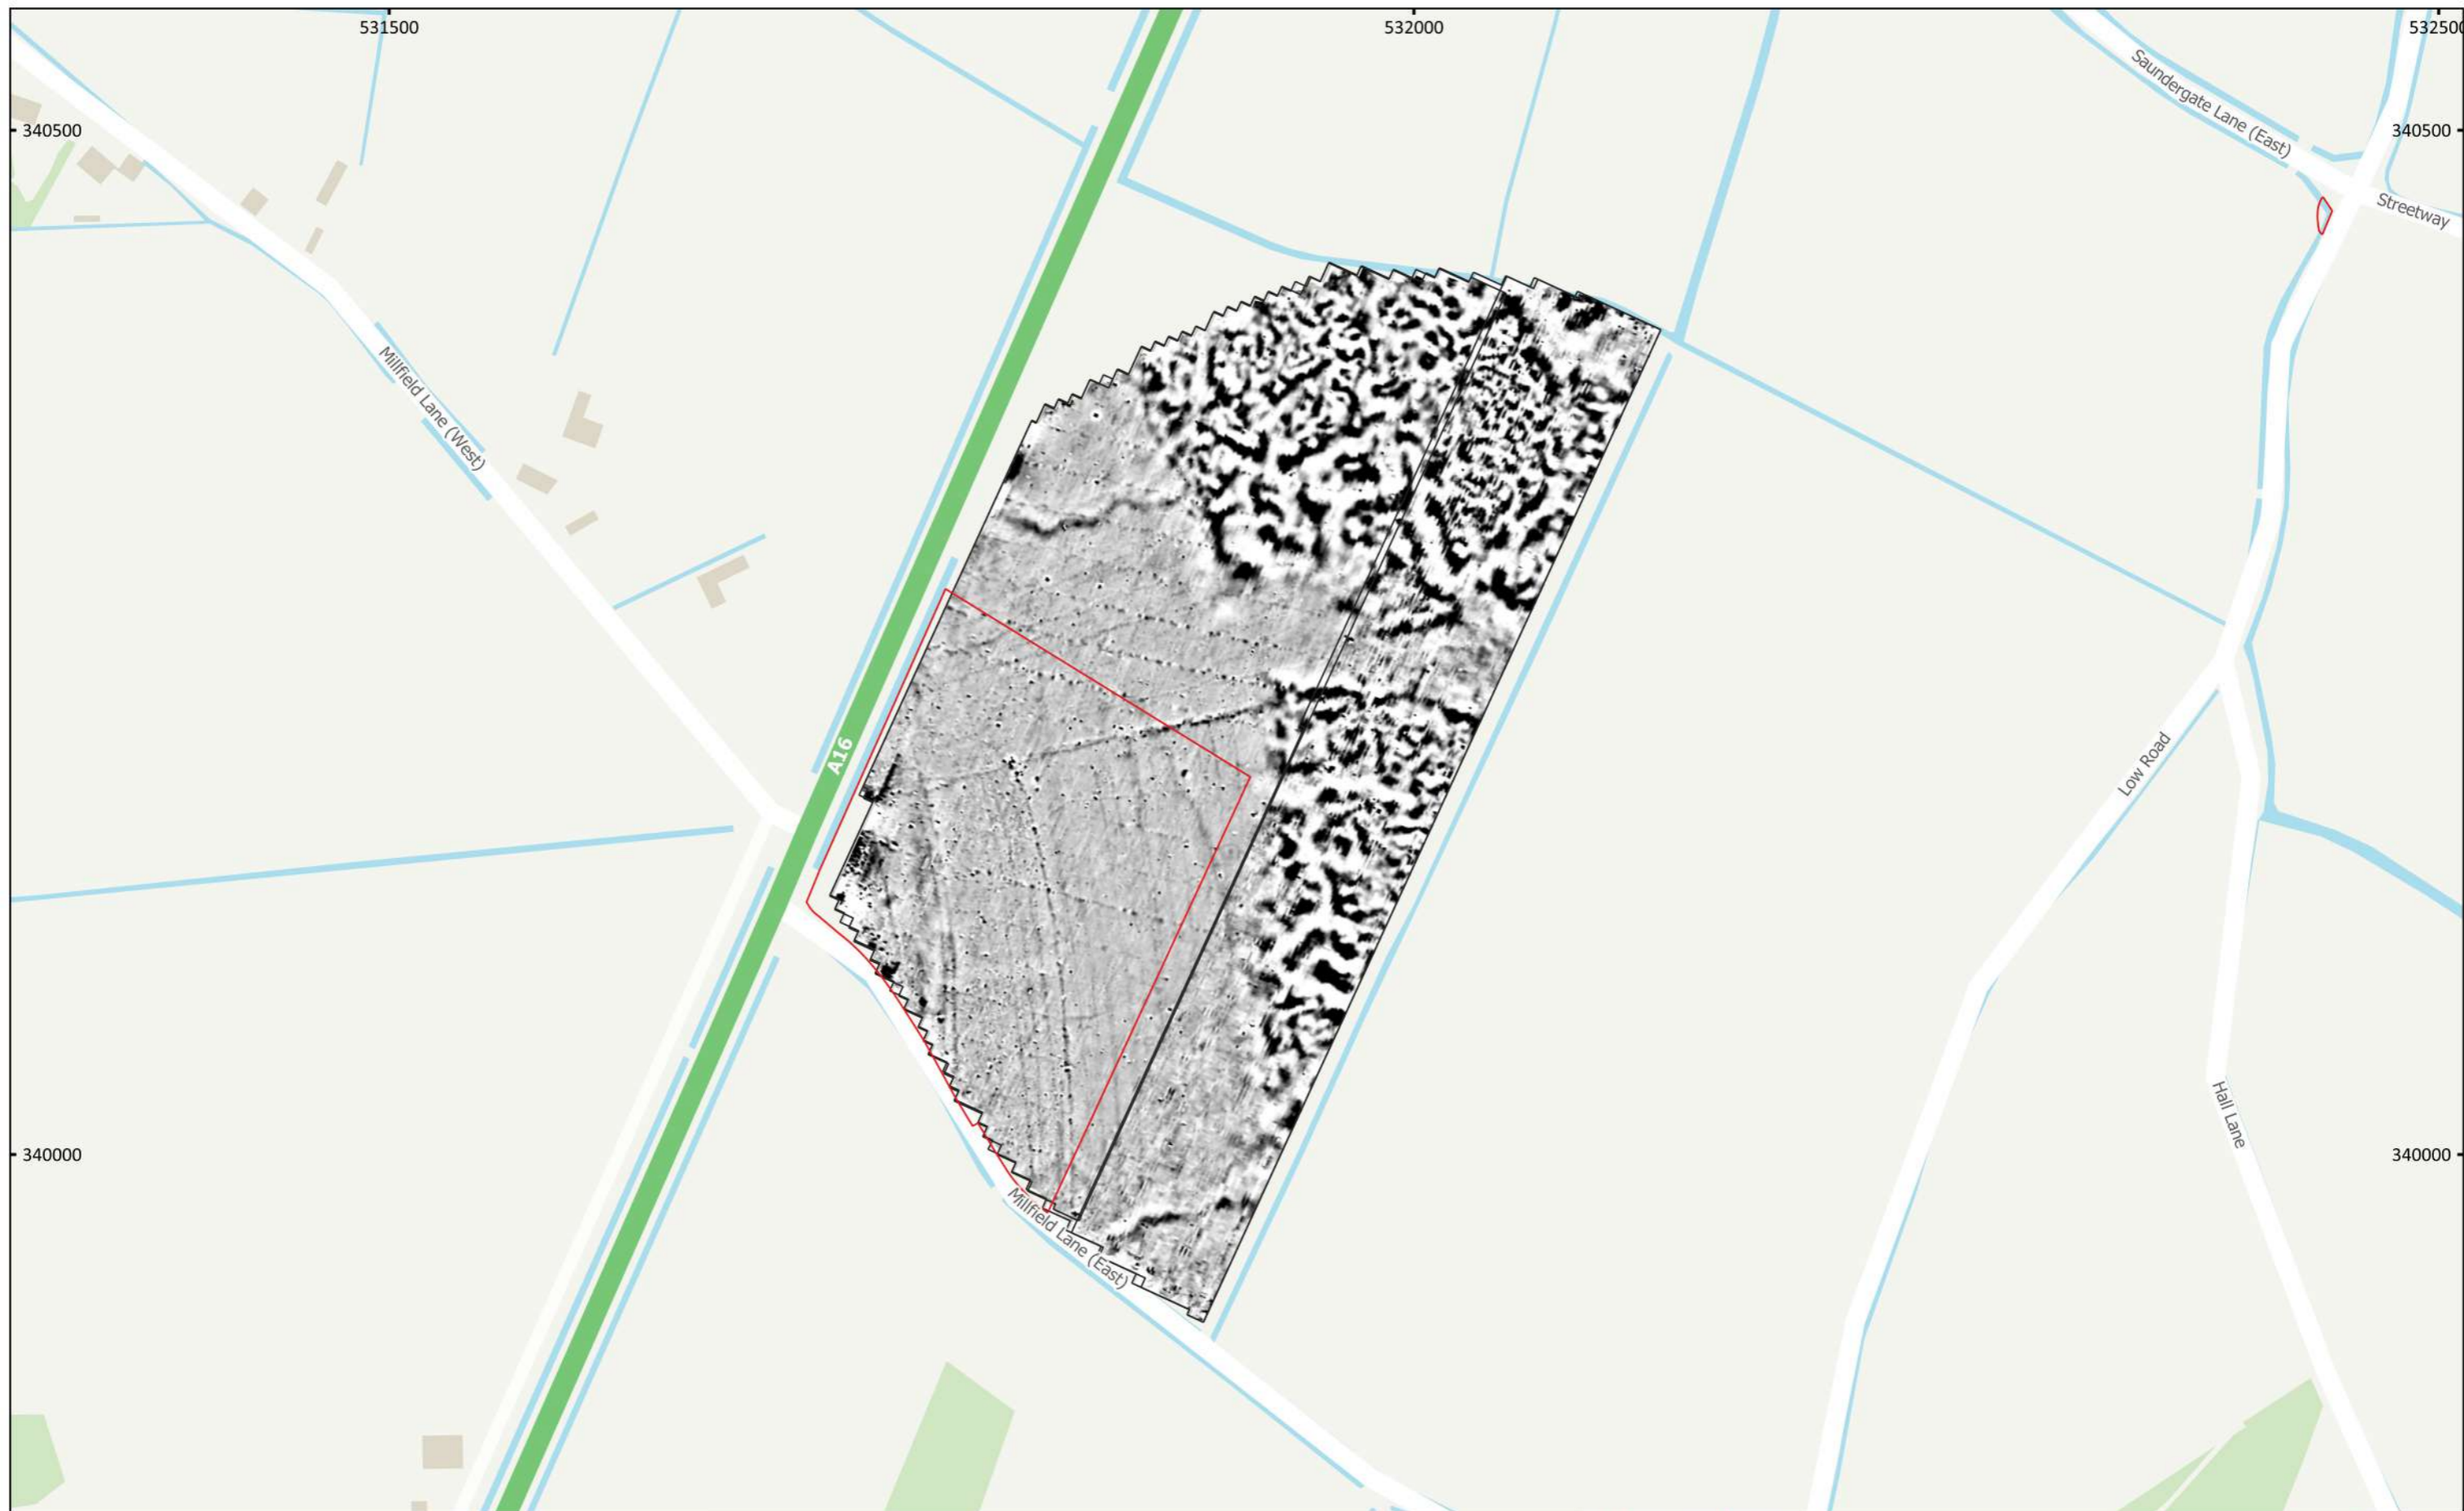 531500
532000
532500
340500
340500
Saundergate Lane (East)
Streetway
Millfield Lane (West)
A16
Low Road
Hall Lane
340000
340000
Millfield Lane (East)